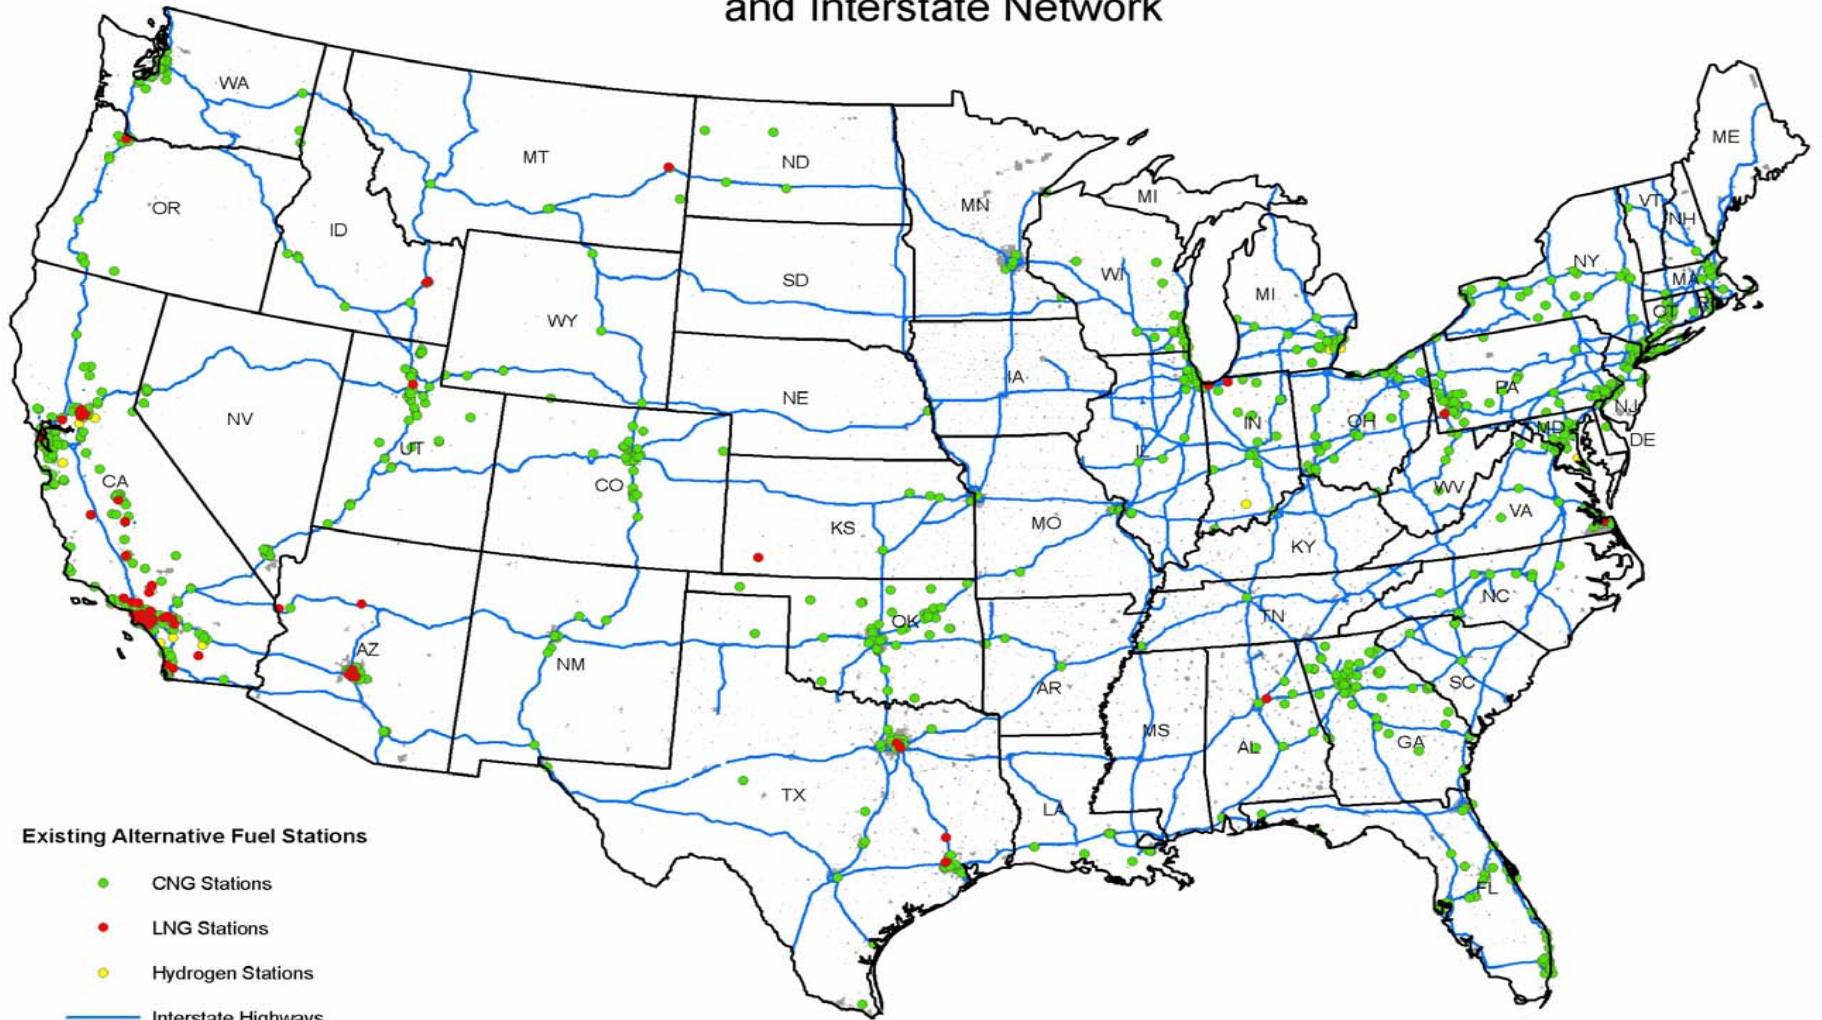 and Interstate Network
WA
MT
ND
ME
OR
ID
MN
MI
VT
NH
SD
WI
MI
NY
MA
WY
CT
NE
IA
PA
NV
IN
OH
NJ
UT
IL
MD
DE
CA
CO
WV
KS
MO
VA
KY
OK
TN
NC
AZ
NM
AR
SC
MS
AL
GA
TX
LA
FL
Existing Alternative Fuel Stations
CNG Stations
LNG Stations
Hydrogen Stations
Interstate Highways